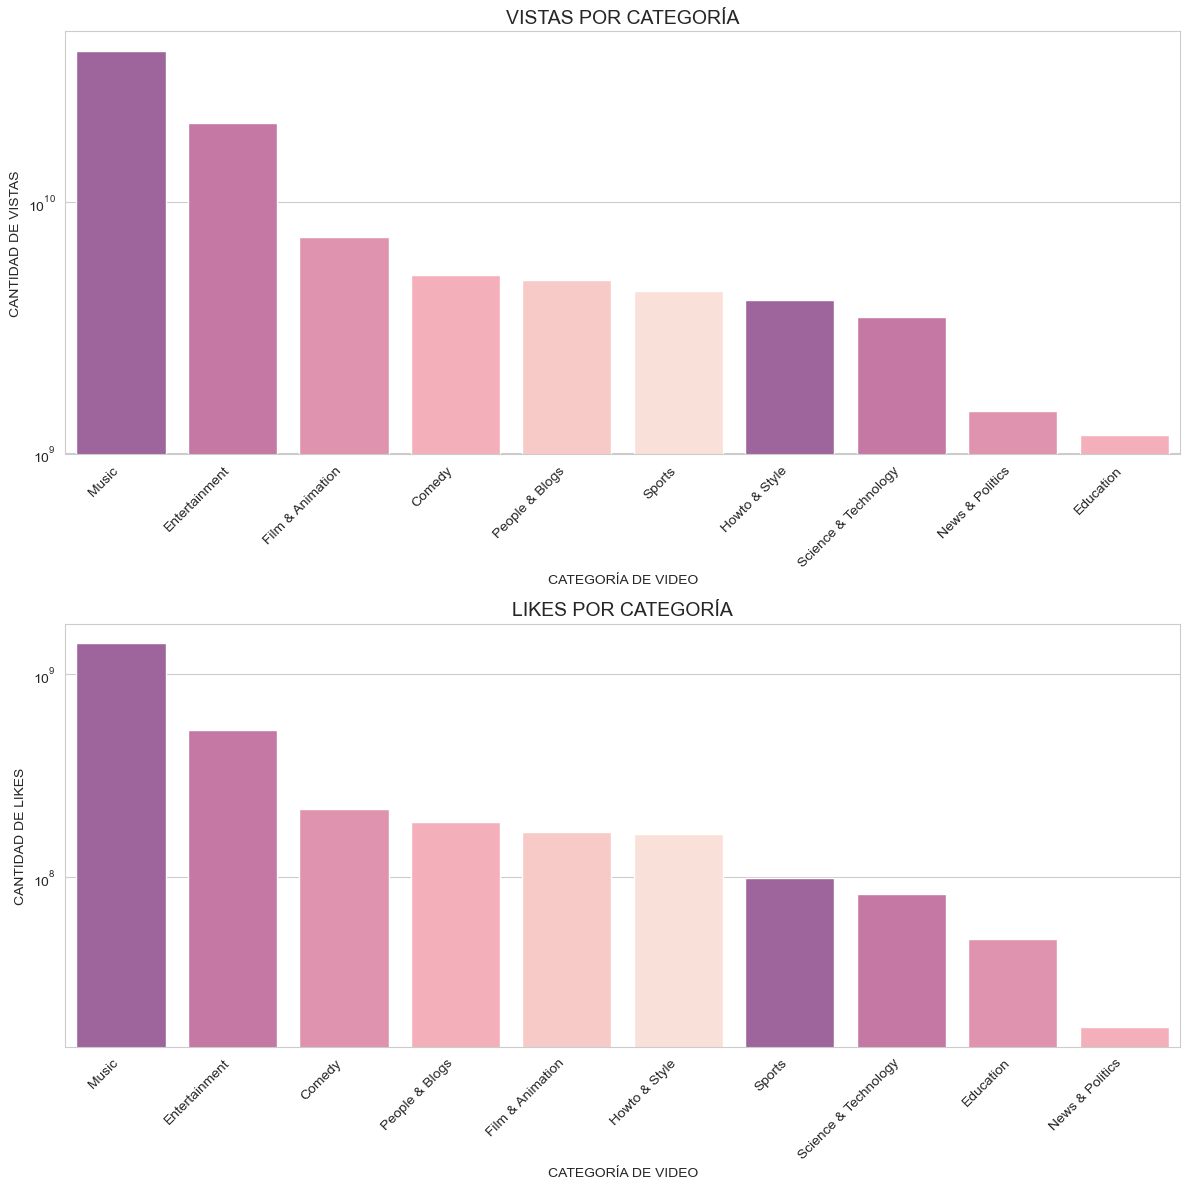 VISTAS POR CATEGORÍA
CANTIDAD DE VISTAS
10^10
10^9
Music
Entertainment
Film & Animation
Comedy
People & Blogs
Sports
Howto & Style
Science & Technology
News & Politics
Education
CATEGORÍA DE VIDEO
LIKES POR CATEGORÍA
CANTIDAD DE LIKES
10^9
10^8
Music
Entertainment
Comedy
People & Blogs
Film & Animation
Howto & Style
Sports
Science & Technology
Education
News & Politics
CATEGORÍA DE VIDEO